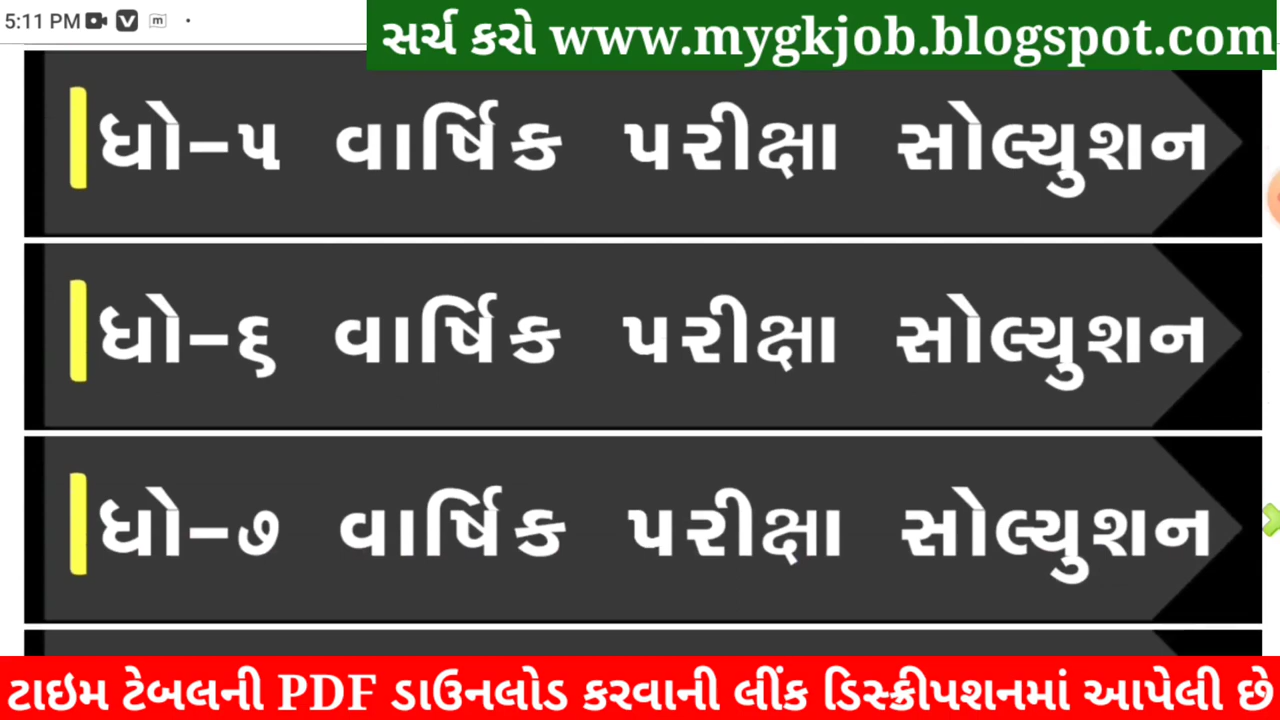 5:11 PM
સર્ચ કરો www.mygkjob.blogspot.com
ધો-૫ વાર્ષિક પરીક્ષા સોલ્યુશન
ધો-૬ વાર્ષિક પરીક્ષા સોલ્યુશન
ધો-૭ વાર્ષિક પરીક્ષા સોલ્યુશન
ટાઇમ ટેબલની PDF ડાઉનલોડ કરવાની લીંક ડિસ્ક્રીપશનમાં આપેલી છે